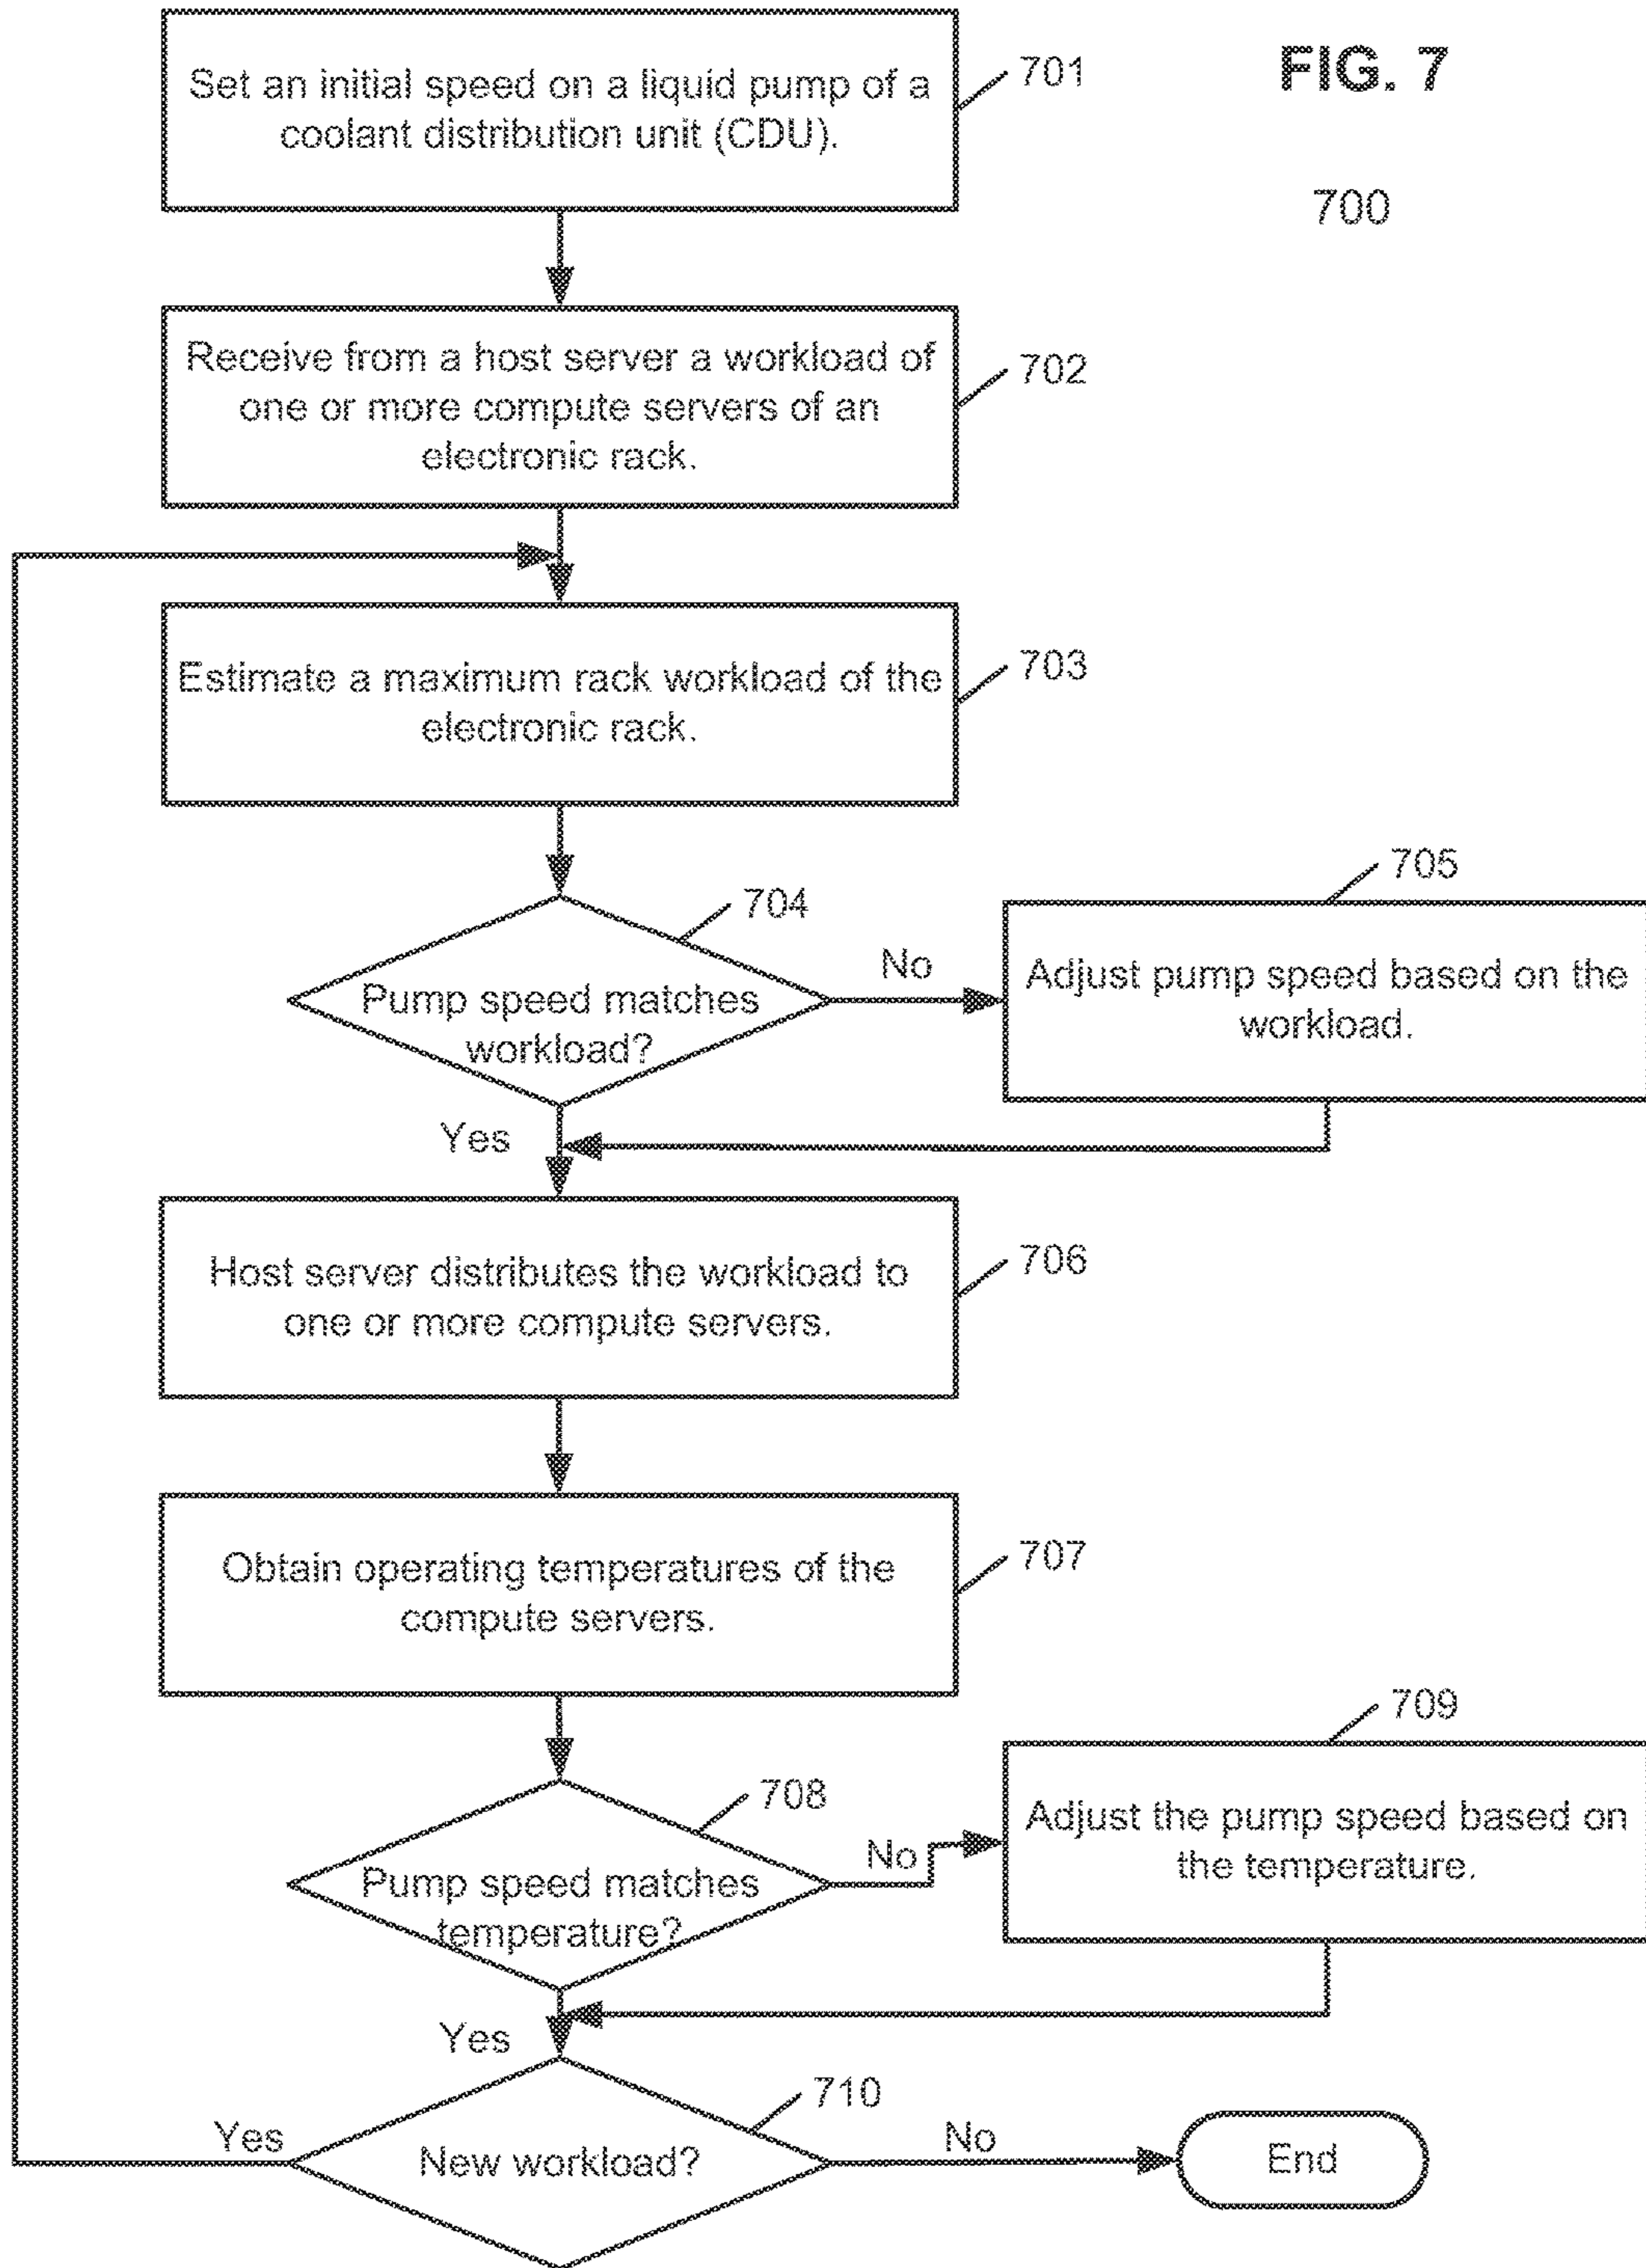 FIG. 7
700
Set an initial speed on a liquid pump of a
coolant distribution unit (CDU).
701
Receive from a host server a workload of
one or more compute servers of an
electronic rack.
702
Estimate a maximum rack workload of the
electronic rack.
703
704
Pump speed matches
workload?
No
Yes
705
Adjust pump speed based on the
workload.
Host server distributes the workload to
one or more compute servers.
706
Obtain operating temperatures of the
compute servers.
707
708
Pump speed matches
temperature?
No
Yes
709
Adjust the pump speed based on
the temperature.
710
New workload?
Yes
No
End